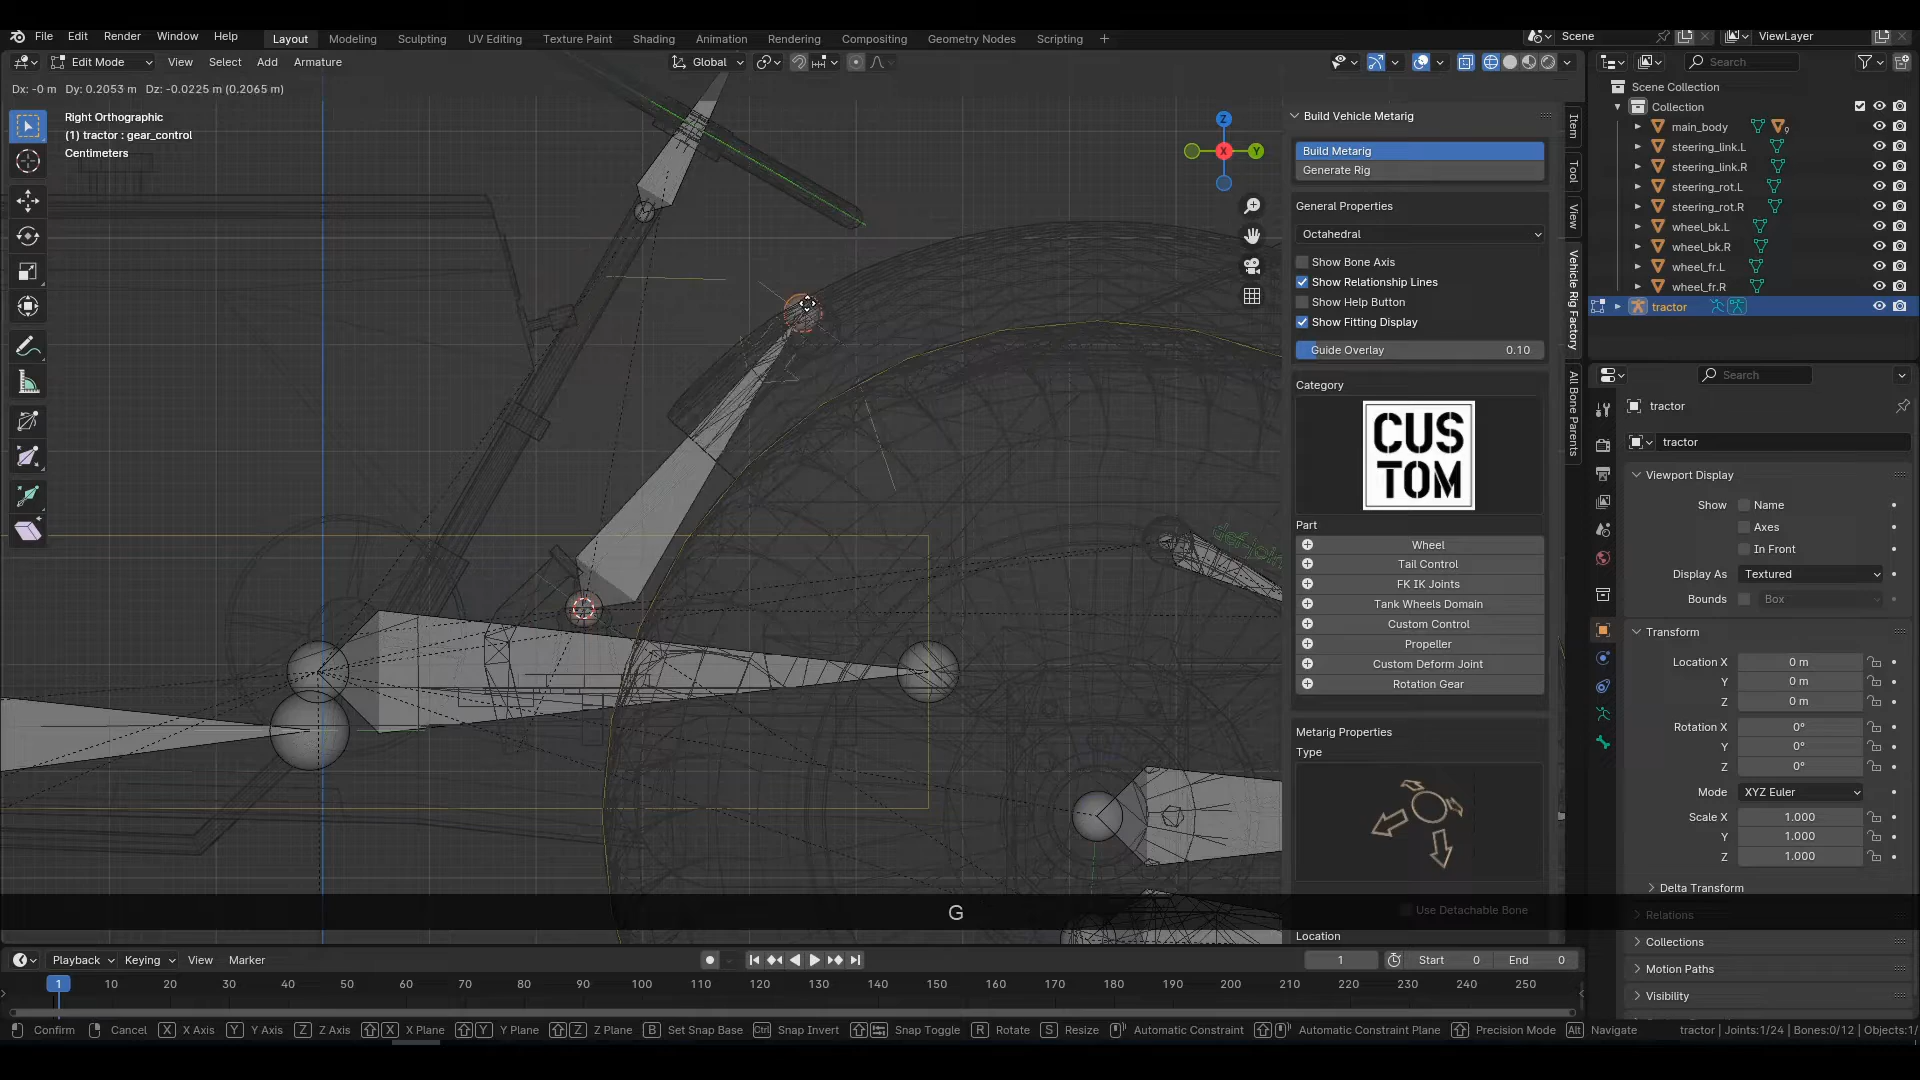 File Edit Render Window Help
Layout Modeling Sculpting UV Editing Texture Paint Shading Animation Rendering Compositing Geometry Nodes Scripting +
Scene ViewLayer
Edit Mode View Select Add Armature Global
Search
Dx: -0 m Dy: 0.2053 m Dz: -0.0225 m (0.2065 m)
Right Orthographic
(1) tractor : gear_control
Centimeters
Z
X
Y
Build Vehicle Metarig
Build Metarig
Generate Rig
General Properties
Octahedral
Show Bone Axis
Show Relationship Lines
Show Help Button
Show Fitting Display
Guide Overlay 0.10
Category
CUS
TOM
Part
Wheel
Tail Control
FK IK Joints
Tank Wheels Domain
Custom Control
Propeller
Custom Deform Joint
Rotation Gear
Metarig Properties
Type
Use Detachable Bone
Location
Item
Tool
View
Vehicle Rig Factory
All Bone Parents
Scene Collection
Collection
main_body 9
steering_link.L
steering_link.R
steering_rot.L
steering_rot.R
wheel_bk.L
wheel_bk.R
wheel_fr.L
wheel_fr.R
tractor
Search
tractor
tractor
Viewport Display
Show Name
Axes
In Front
Display As Textured
Bounds Box
Transform
Location X 0 m
Y 0 m
Z 0 m
Rotation X 0°
Y 0°
Z 0°
Mode XYZ Euler
Scale X 1.000
Y 1.000
Z 1.000
Delta Transform
Relations
Collections
Motion Paths
Visibility
G
Playback Keying View Marker
1 Start 0 End 0
1 10 20 30 40 50 60 70 80 90 100 110 120 130 140 150 160 170 180 190 200 210 220 230 240 250
Confirm Cancel X X Axis Y Y Axis Z Z Axis X X Plane Y Y Plane Z Z Plane B Set Snap Base Ctrl Snap Invert Snap Toggle R Rotate S Resize Automatic Constraint Automatic Constraint Plane Precision Mode Alt Navigate tractor | Joints:1/24 | Bones:0/12 | Objects:1/